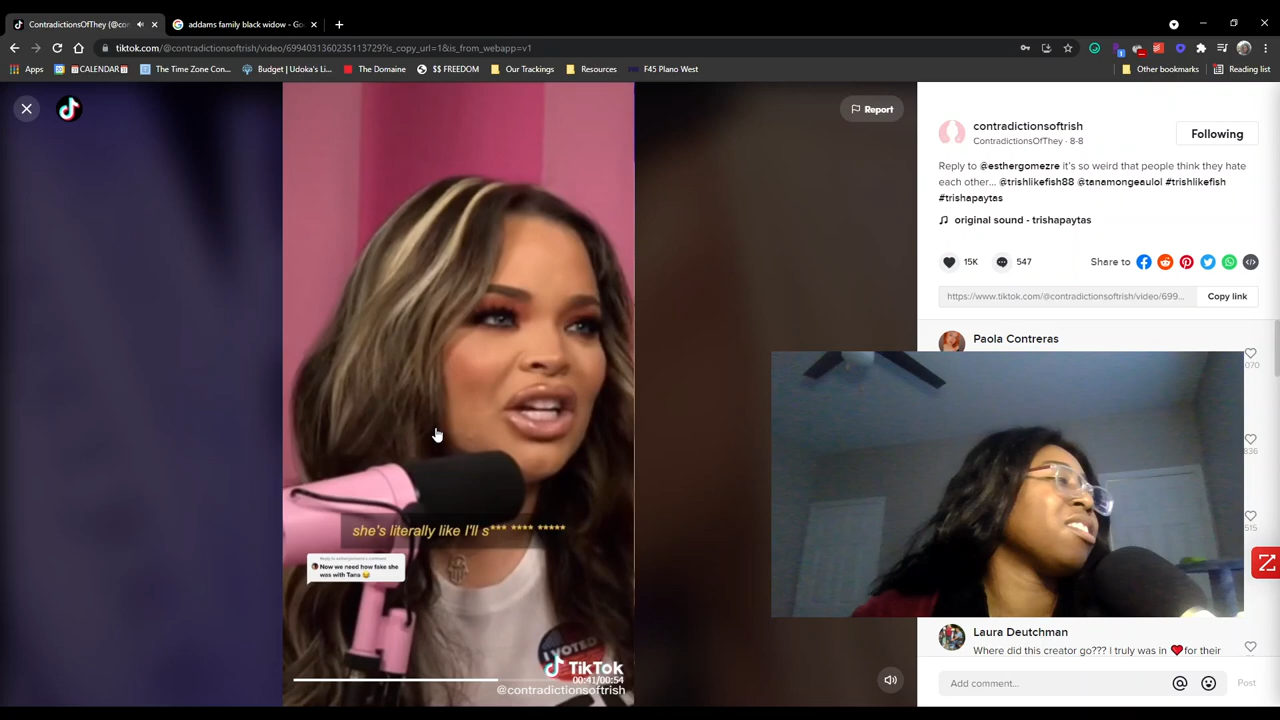 ContradictionsOfThey (@co
addams family black widow - Go
tiktok.com/@contradictionsoftrish/video/6994031360235113729?is_copy_url=1&is_from_webapp=v1
Apps
CALENDAR
The Time Zone Con...
Budget | Udoka's Li...
The Domaine
$$ FREEDOM
Our Trackings
Resources
F45 Plano West
Other bookmarks
Reading list
Report
contradictionsoftrish
ContradictionsOfThey · 8-8
Following
Reply to @esthergomezre it's so weird that people think they hate
each other... @trishlikefish88 @tanamongeaulol #trishlikefish
#trishapaytas
original sound - trishapaytas
15K
547
Share to
https://www.tiktok.com/@contradictionsoftrish/video/699...
Copy link
Paola Contreras
she's literally like I'll s*** **** *****
Now we need how fake she
was with Tana 😂
I VOTED
TikTok
00:41/00:54
@contradictionsoftrish
Laura Deutchman
Where did this creator go??? I truly was in ❤️for their
Add comment...
Post